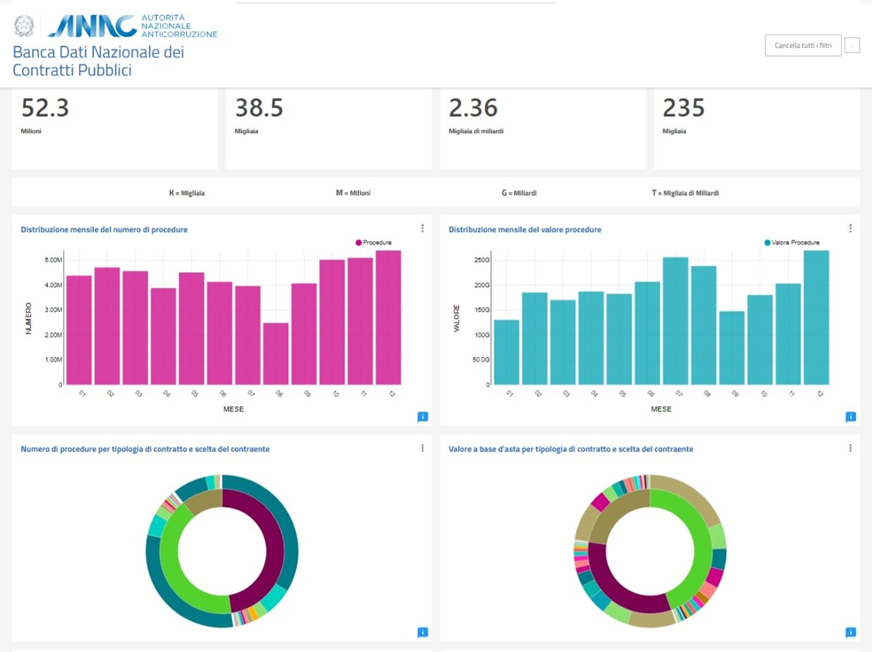 ANAC
AUTORITÀ
NAZIONALE
ANTICORRUZIONE
Banca Dati Nazionale dei
Contratti Pubblici
Cancella tutti i filtri
52.3
Milioni
38.5
Migliaia
2.36
Migliaia di miliardi
235
Migliaia
K = Migliaia
M = Milioni
G = Miliardi
T = Migliaia di Miliardi
Distribuzione mensile del numero di procedure
Procedure
NUMERO
5.00M
4.00M
3.00M
2.00M
1.00M
0
01 02 03 04 05 06 07 08 09 10 11 12
MESE
Distribuzione mensile del valore procedure
Valore Procedure
VALORE
250G
200G
150G
100G
50.0G
0
01 02 03 04 05 06 07 08 09 10 11 12
MESE
Numero di procedure per tipologia di contratto e scelta del contraente
Valore a base d'asta per tipologia di contratto e scelta del contraente